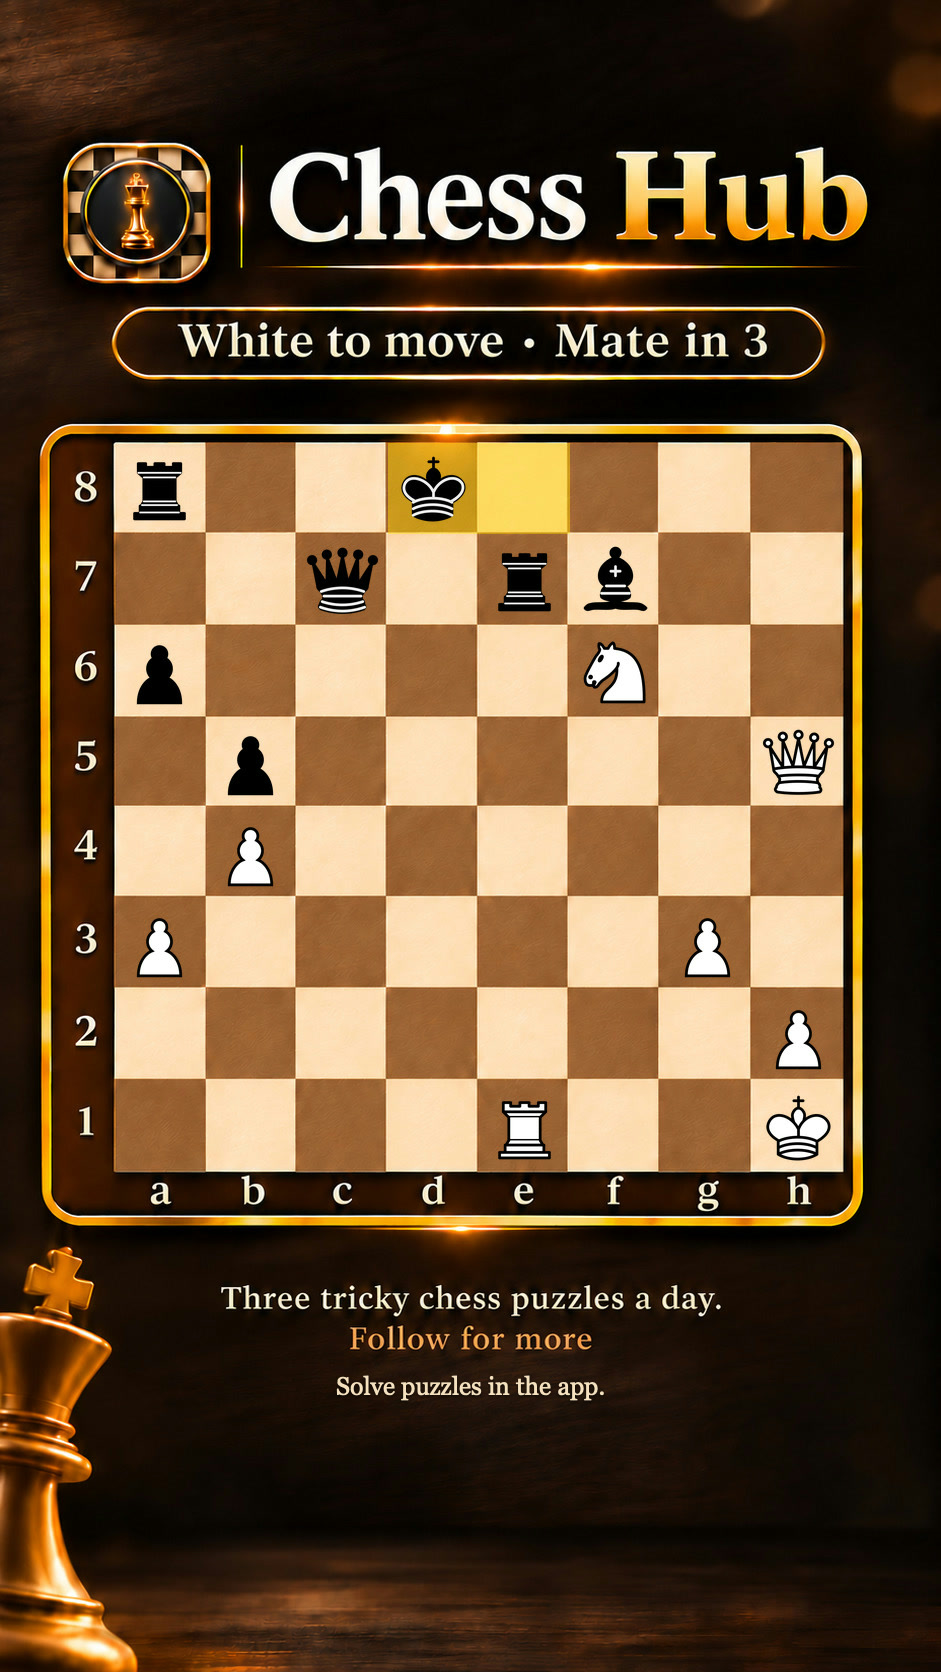 Chess Hub
White to move • Mate in 3
8
7
6
5
4
3
2
1
a b c d e f g h
Three tricky chess puzzles a day.
Follow for more
Solve puzzles in the app.